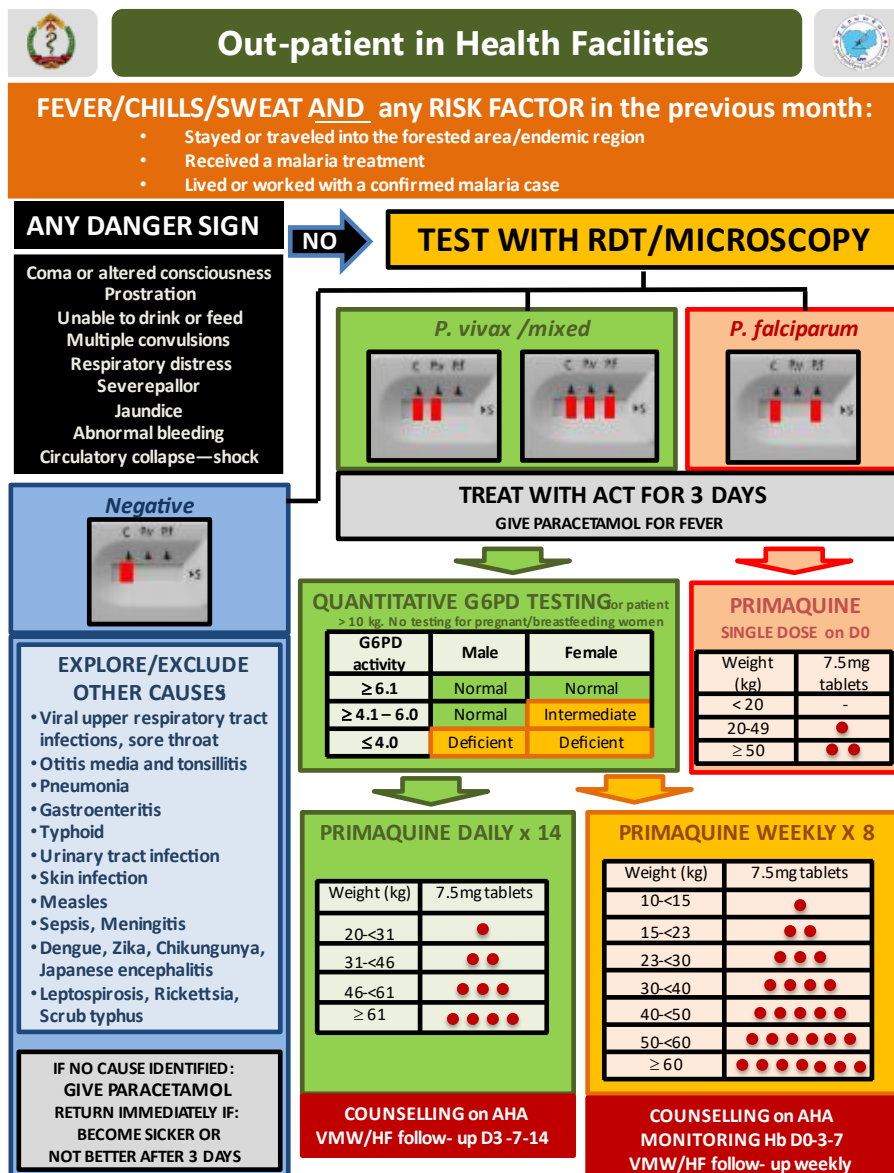 Out-patient in Health Facilities
FEVER/CHILLS/SWEAT AND any RISK FACTOR in the previous month:
• Stayed or traveled into the forested area/endemic region
• Received a malaria treatment
• Lived or worked with a confirmed malaria case
ANY DANGER SIGN
NO
TEST WITH RDT/MICROSCOPY
Coma or altered consciousness
Prostration
Unable to drink or feed
Multiple convulsions
Respiratory distress
Severepallor
Jaundice
Abnormal bleeding
Circulatory collapse—shock
P. vivax /mixed
C Pv Pf
S
C Pv Pf
S
P. falciparum
C Pv Pf
S
TREAT WITH ACT FOR 3 DAYS
GIVE PARACETAMOL FOR FEVER
Negative
C Pv Pf
S
EXPLORE/EXCLUDE
OTHER CAUSES:
• Viral upper respiratory tract
infections, sore throat
• Otitis media and tonsillitis
• Pneumonia
• Gastroenteritis
• Typhoid
• Urinary tract infection
• Skin infection
• Measles
• Sepsis, Meningitis
• Dengue, Zika, Chikungunya,
Japanese encephalitis
• Leptospirosis, Rickettsia,
Scrub typhus
IF NO CAUSE IDENTIFIED:
GIVE PARACETAMOL
RETURN IMMEDIATELY IF:
BECOME SICKER OR
NOT BETTER AFTER 3 DAYS
QUANTITATIVE G6PD TESTING for patient
> 10 kg. No testing for pregnant/breastfeeding women
G6PD activity Male Female
≥ 6.1 Normal Normal
≥ 4.1 – 6.0 Normal Intermediate
≤ 4.0 Deficient Deficient
PRIMAQUINE
SINGLE DOSE on D0
Weight (kg) 7.5mg tablets
< 20 -
20-49 ●
≥ 50 ● ●
PRIMAQUINE DAILY x 14
Weight (kg) 7.5mg tablets
20-<31 ●
31-<46 ● ●
46-<61 ● ● ●
≥ 61 ● ● ● ●
COUNSELLING on AHA
VMW/HF follow- up D3 -7-14
PRIMAQUINE WEEKLY X 8
Weight (kg) 7.5mg tablets
10-<15 ●
15-<23 ● ●
23-<30 ● ● ●
30-<40 ● ● ● ●
40-<50 ● ● ● ● ●
50-<60 ● ● ● ● ● ●
≥ 60 ● ● ● ● ● ● ●
COUNSELLING on AHA
MONITORING Hb D0-3-7
VMW/HF follow- up weekly